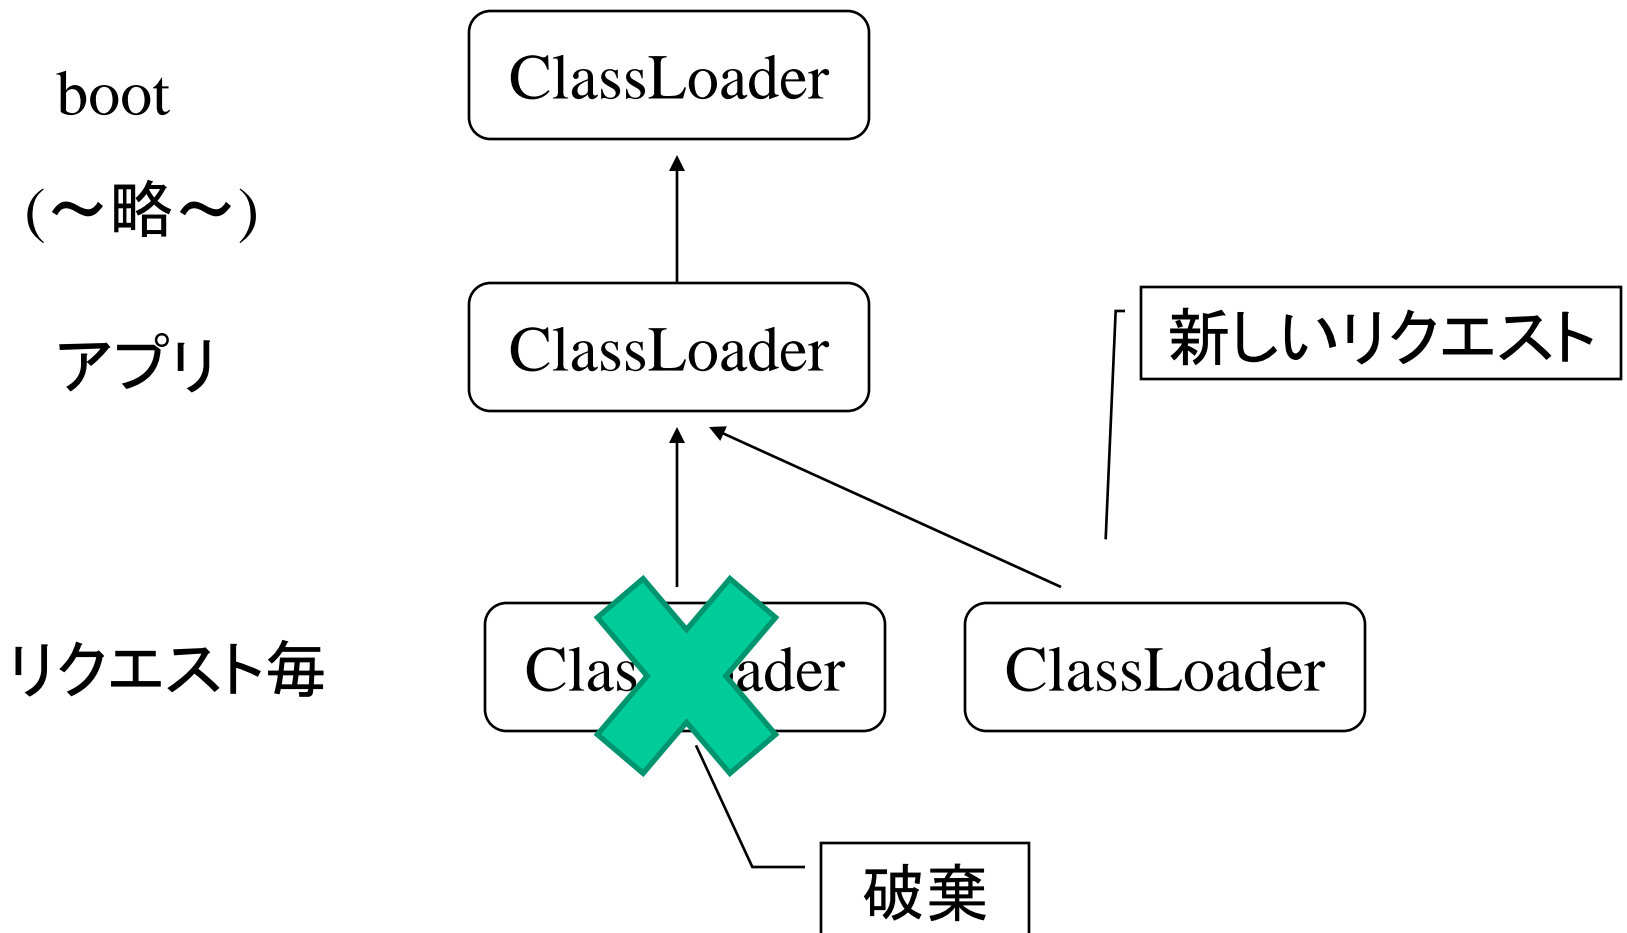 boot
ClassLoader
(～略～)
アプリ
ClassLoader
新しいリクエスト
リクエスト毎
Clas ader
ClassLoader
破棄